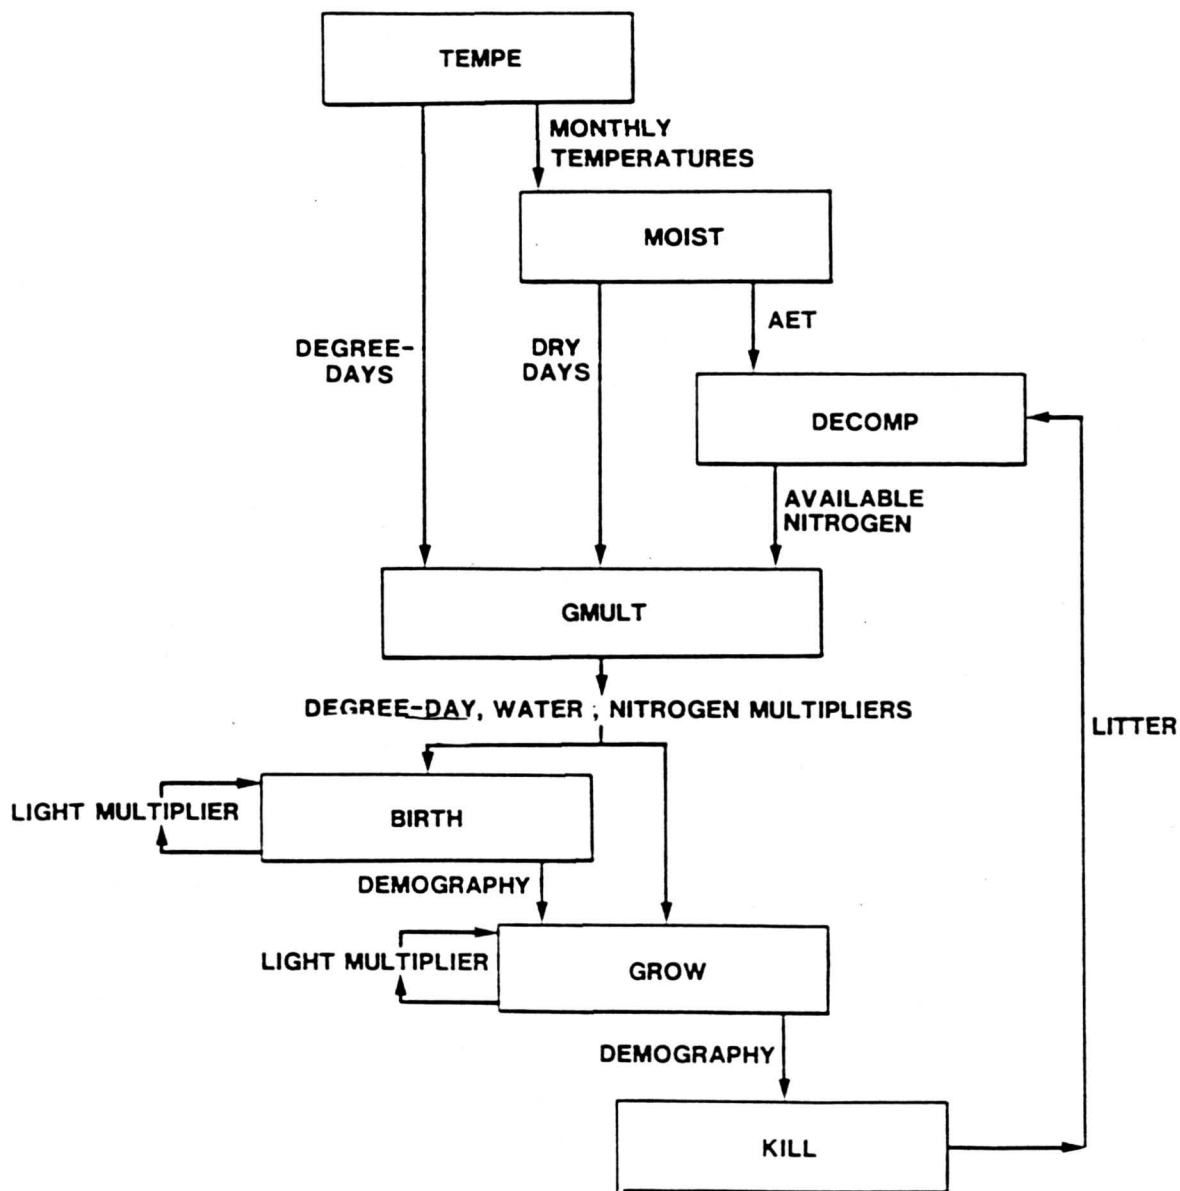 TEMPE
MONTHLY
TEMPERATURES
MOIST
AET
DEGREE-
DAYS
DRY
DAYS
DECOMP
AVAILABLE
NITROGEN
GMULT
DEGREE-DAY, WATER , NITROGEN MULTIPLIERS
LITTER
LIGHT MULTIPLIER
BIRTH
DEMOGRAPHY
LIGHT MULTIPLIER
GROW
DEMOGRAPHY
KILL